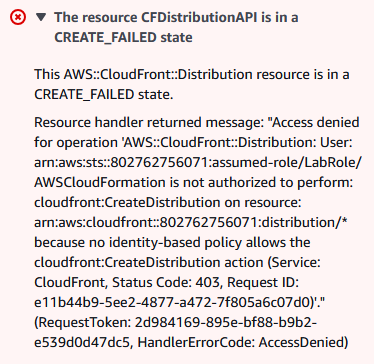 The resource CFDistributionAPI is in a
CREATE_FAILED state
This AWS::CloudFront::Distribution resource is in a
CREATE_FAILED state.
Resource handler returned message: "Access denied
for operation 'AWS::CloudFront::Distribution: User:
arn:aws:sts::802762756071:assumed-role/LabRole/
AWSCloudFormation is not authorized to perform:
cloudfront:CreateDistribution on resource:
arn:aws:cloudfront::802762756071:distribution/*
because no identity-based policy allows the
cloudfront:CreateDistribution action (Service:
CloudFront, Status Code: 403, Request ID:
e11b44b9-5ee2-4877-a472-7f805a6c07d0)'."
(RequestToken: 2d984169-895e-bf88-b9b2-
e539d0d47dc5, HandlerErrorCode: AccessDenied)